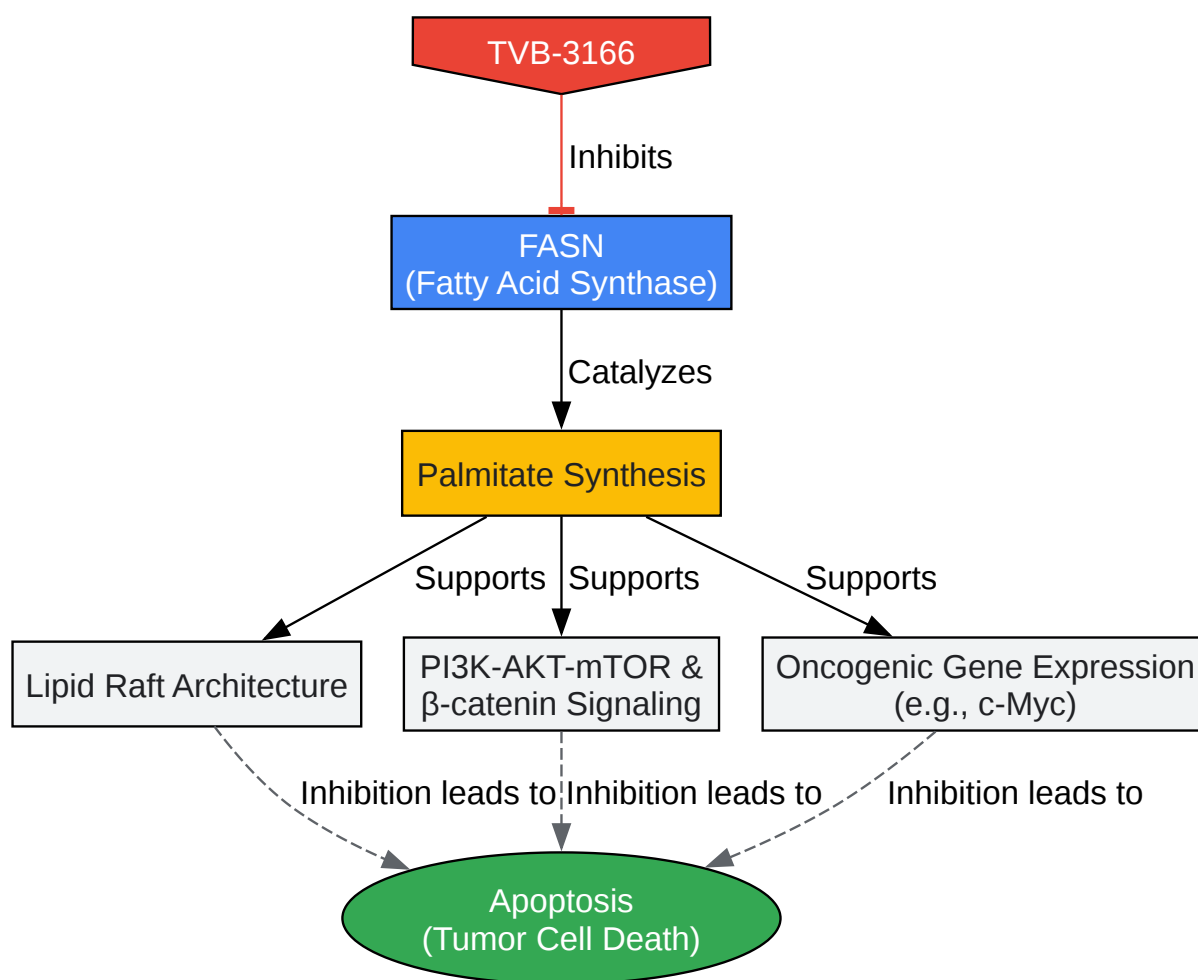 TVB-3166
Inhibits
FASN
(Fatty Acid Synthase)
Catalyzes
Palmitate Synthesis
Supports
Supports
Supports
Lipid Raft Architecture
PI3K-AKT-mTOR &
β-catenin Signaling
Oncogenic Gene Expression
(e.g., c-Myc)
Inhibition leads to
Inhibition leads to
Inhibition leads to
Apoptosis
(Tumor Cell Death)